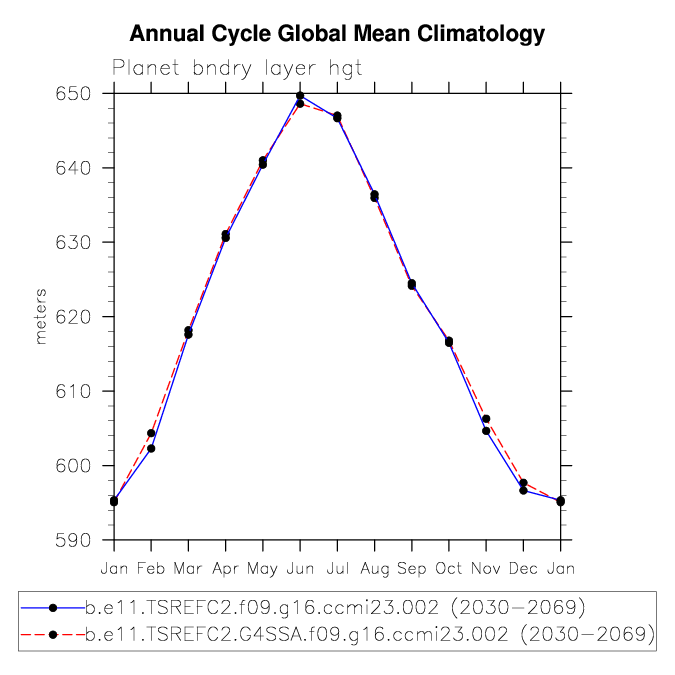 Annual Cycle Global Mean Climatology
Planet bndry layer hgt
650
640
630
620
610
600
590
meters
Jan Feb Mar Apr May Jun Jul Aug Sep Oct Nov Dec Jan
b.e11.TSREFC2.f09.g16.ccmi23.002 (2030-2069)
b.e11.TSREFC2.G4SSA.f09.g16.ccmi23.002 (2030-2069)